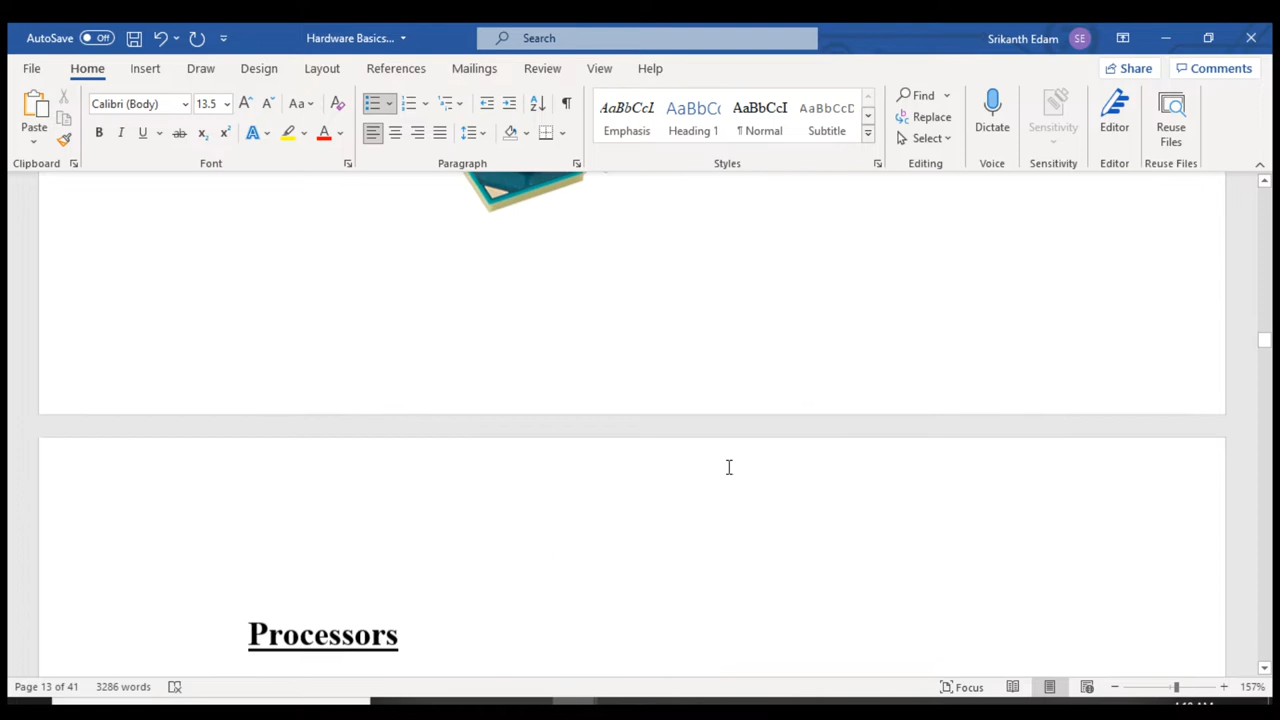 AutoSave Off Hardware Basics... Search Srikanth Edam SE
File Home Insert Draw Design Layout References Mailings Review View Help Share Comments
Calibri (Body) 13.5 Aa Find AaBbCcI AaBbCc AaBbCcI AaBbCcD
Paste Replace Dictate Sensitivity Editor Reuse Files
Emphasis Heading 1 ¶ Normal Subtitle Select
Clipboard Font Paragraph Styles Editing Voice Sensitivity Editor Reuse Files
Processors
Page 13 of 41 3286 words Focus 157%